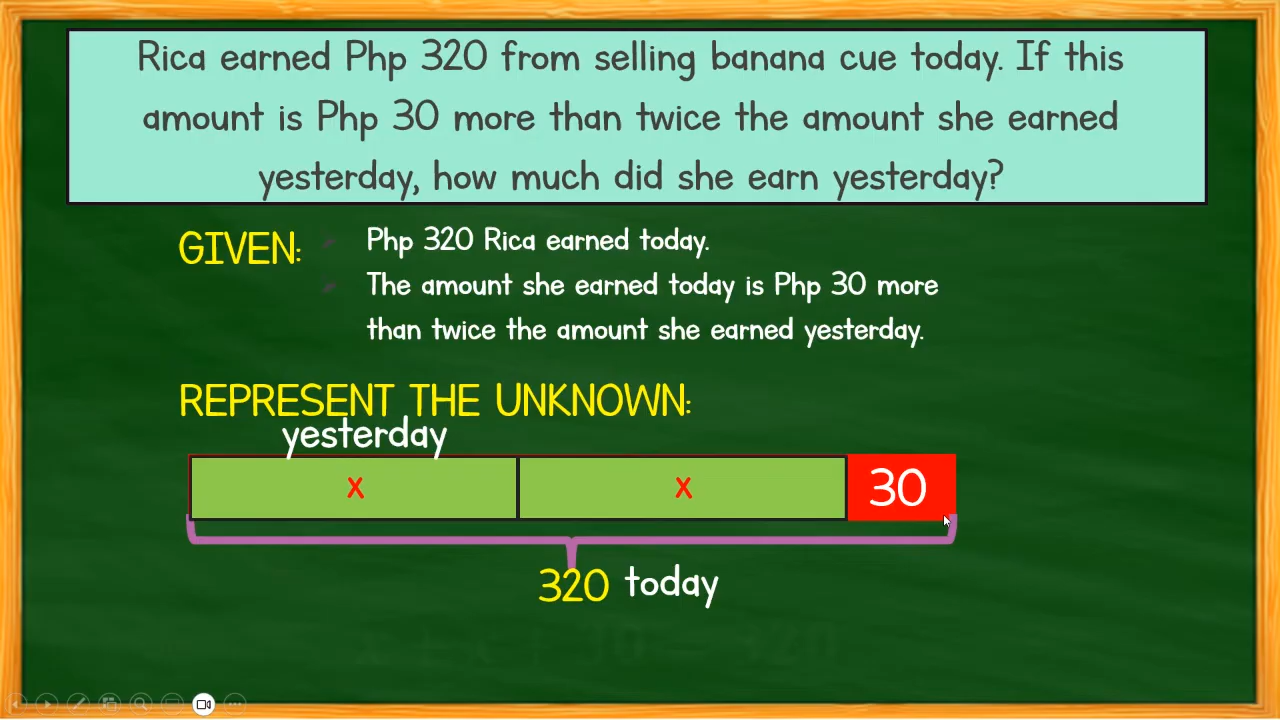 Rica earned Php 320 from selling banana cue today. If this
amount is Php 30 more than twice the amount she earned
yesterday, how much did she earn yesterday?
GIVEN:
Php 320 Rica earned today.
The amount she earned today is Php 30 more
than twice the amount she earned yesterday.
REPRESENT THE UNKNOWN:
yesterday
x x 30
320 today
x + x + 30 = 320